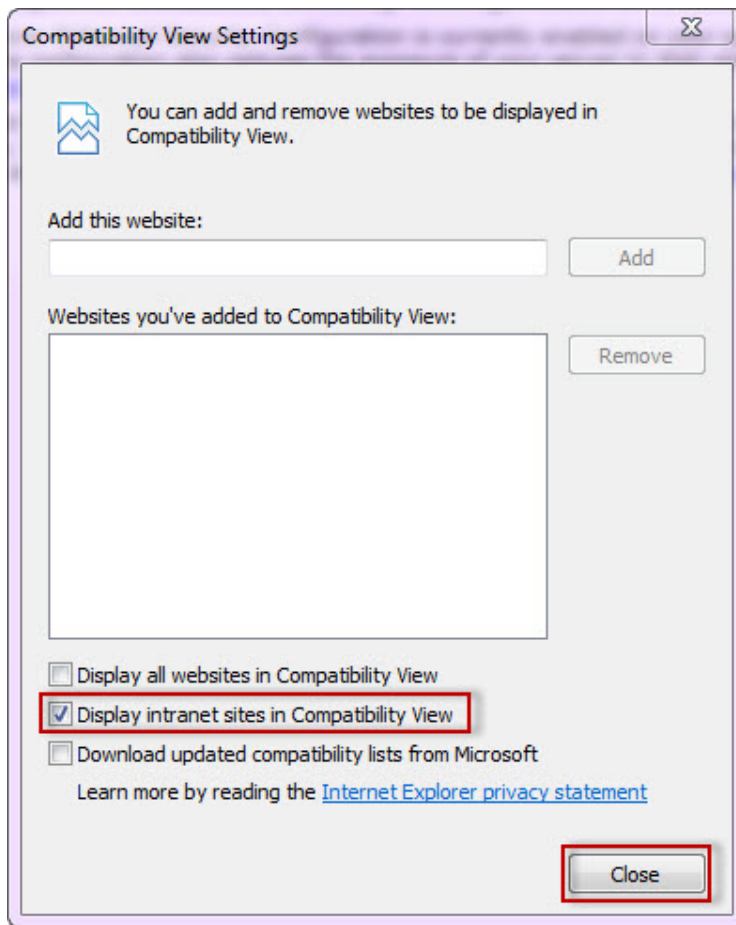 Compatibility View Settings
You can add and remove websites to be displayed in
Compatibility View.
Add this website:
Add
Websites you've added to Compatibility View:
Remove
Display all websites in Compatibility View
Display intranet sites in Compatibility View
Download updated compatibility lists from Microsoft
Learn more by reading the Internet Explorer privacy statement
Close